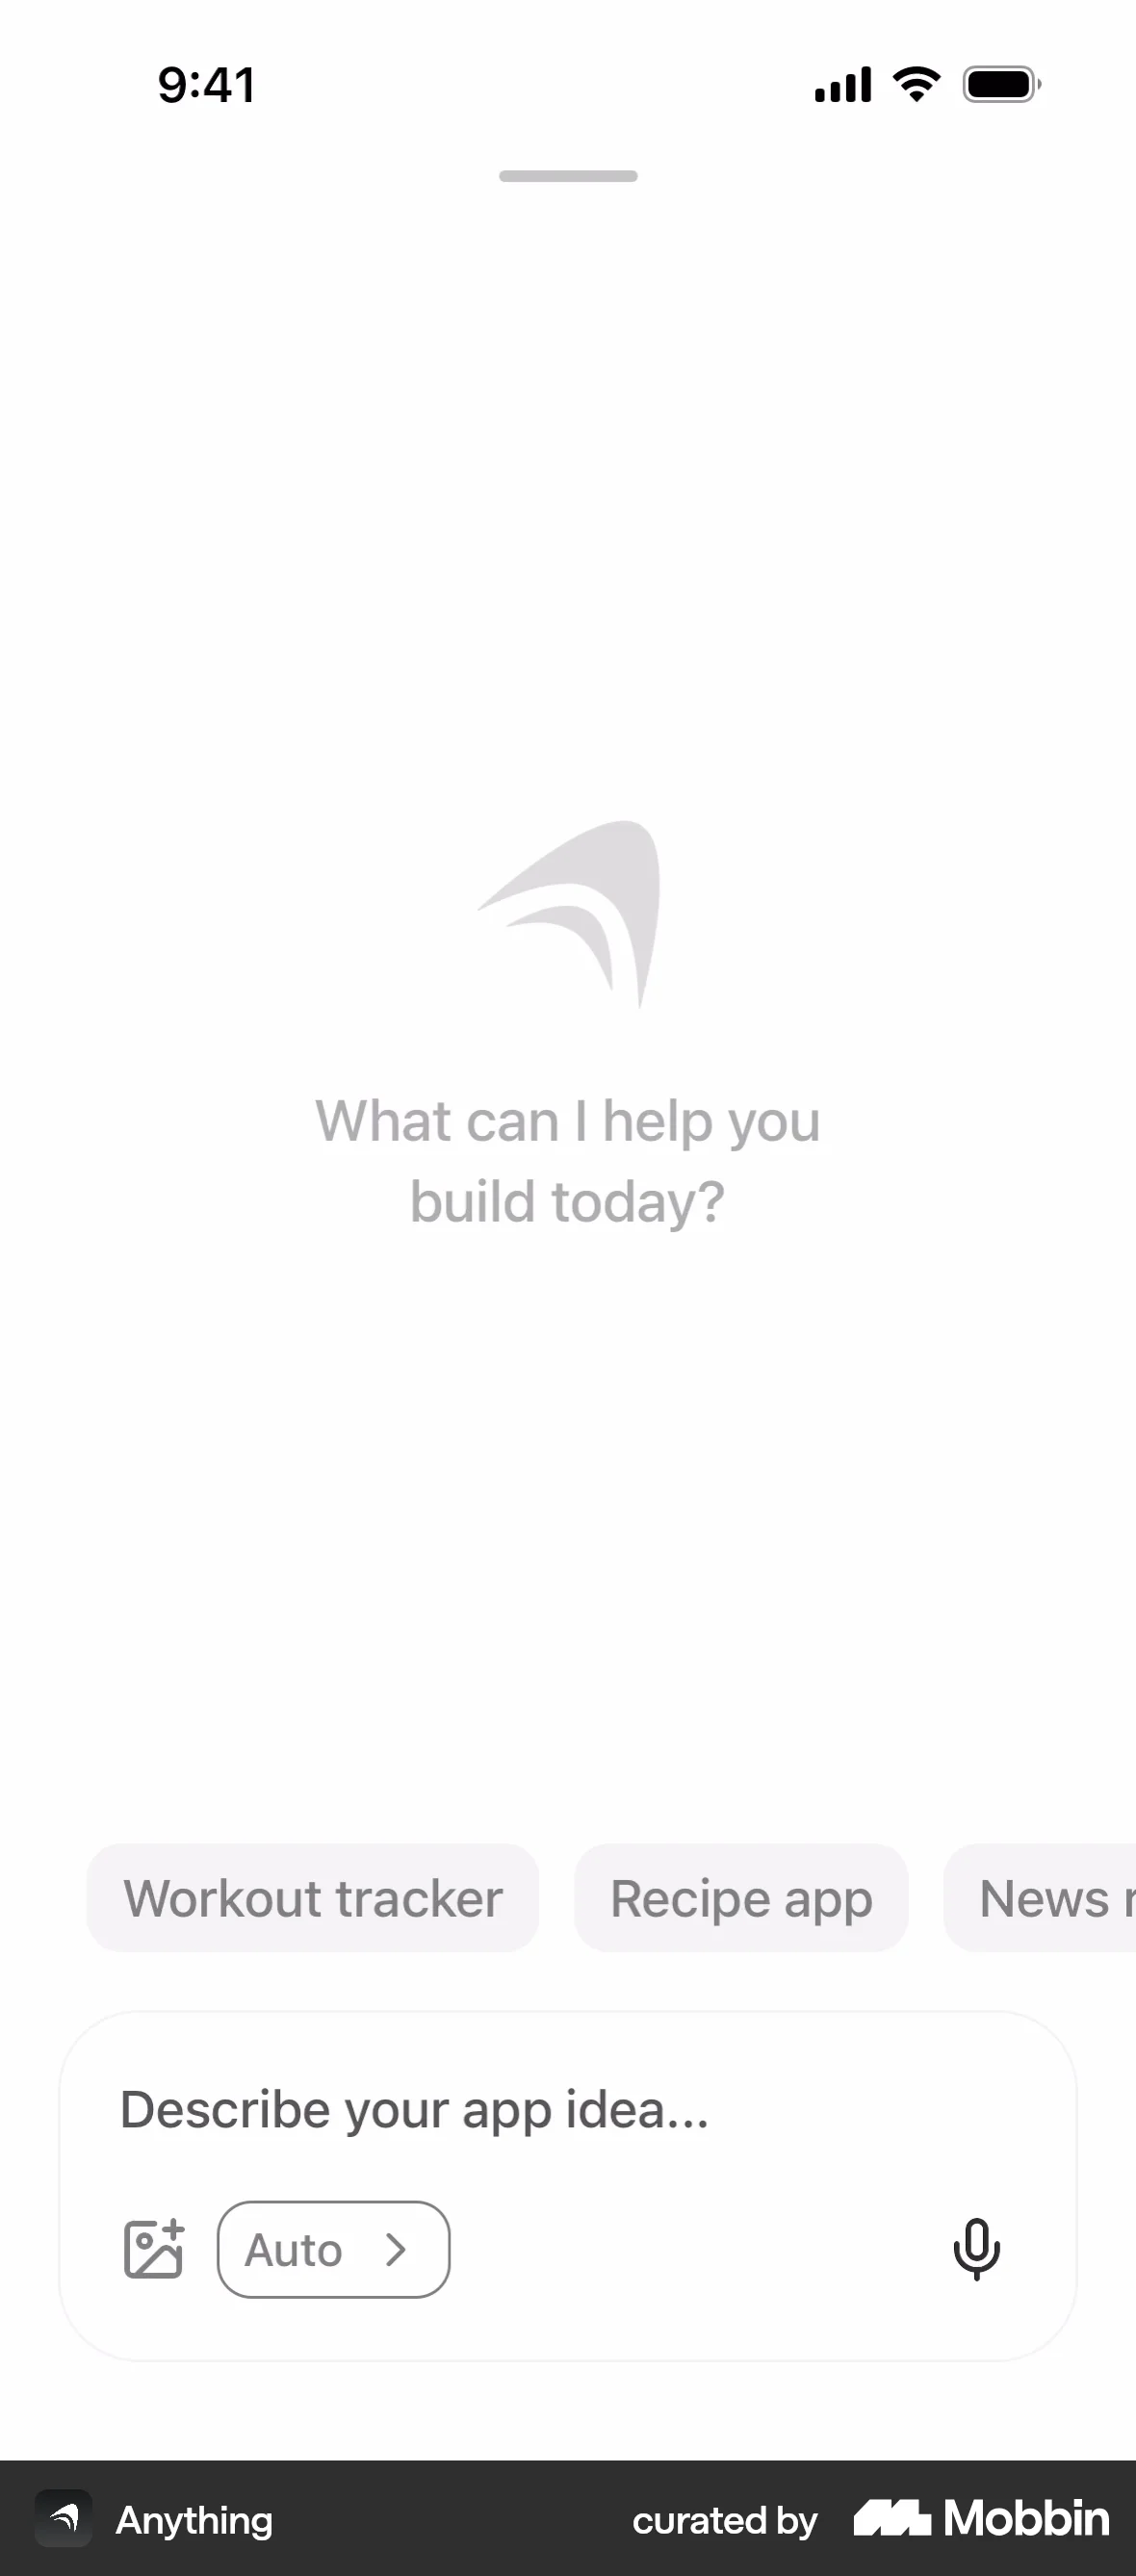 9:41
What can I help you
build today?
Workout tracker
Recipe app
News
Describe your app idea...
Auto
Anything
curated by
Mobbin